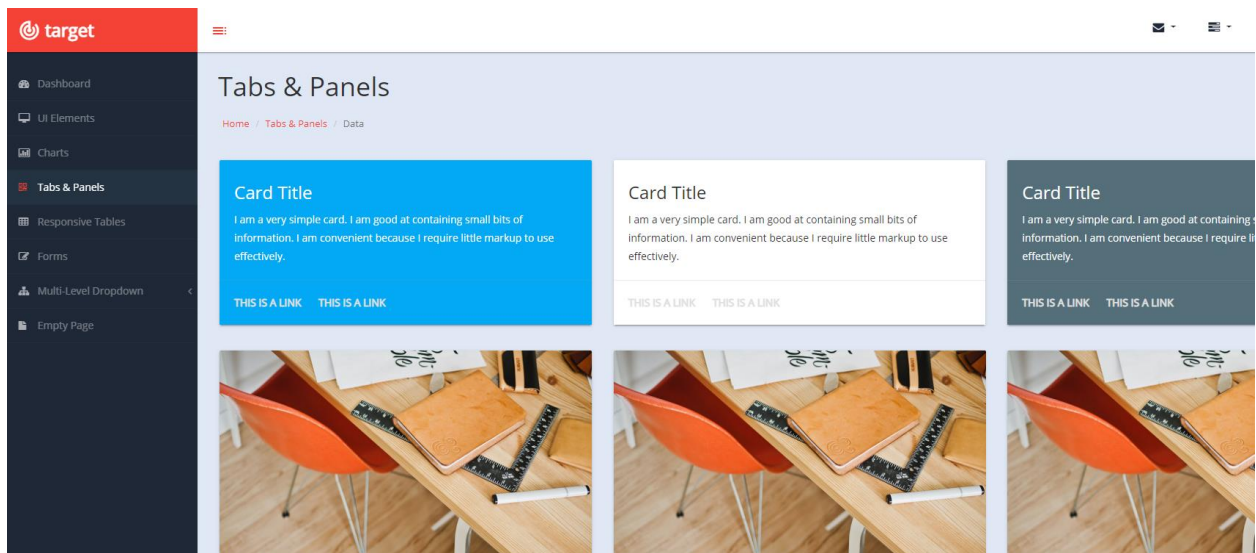 target
Dashboard
UI Elements
Charts
Tabs & Panels
Responsive Tables
Forms
Multi-Level Dropdown
Empty Page
Tabs & Panels
Home / Tabs & Panels / Data
Card Title
I am a very simple card. I am good at containing small bits of
information. I am convenient because I require little markup to use
effectively.
THIS IS A LINK THIS IS A LINK
Card Title
I am a very simple card. I am good at containing small bits of
information. I am convenient because I require little markup to use
effectively.
THIS IS A LINK THIS IS A LINK
Card Title
I am a very simple card. I am good at containing
information. I am convenient because I require
effectively.
THIS IS A LINK THIS IS A LINK